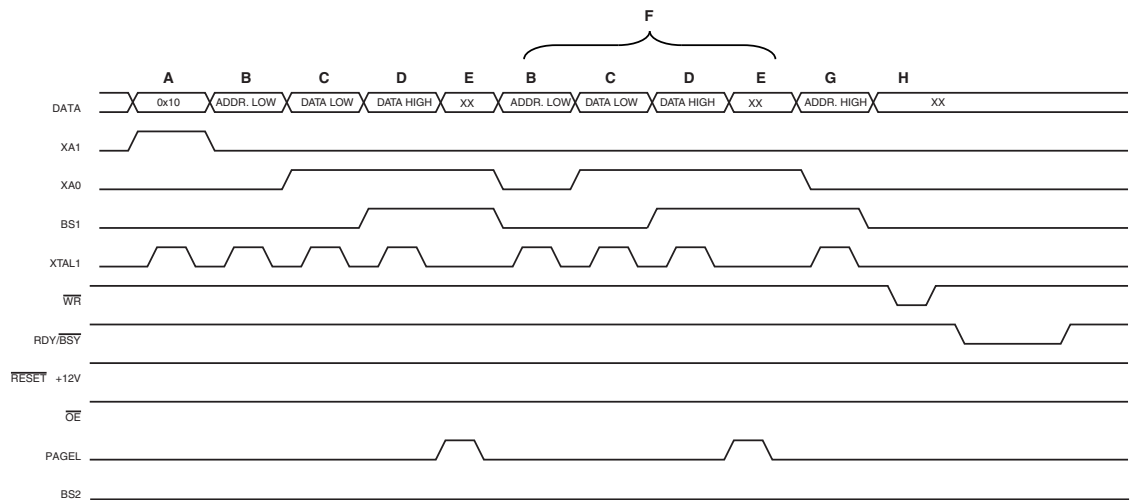 F
A B C D E B C D E G H
DATA 0x10 ADDR. LOW DATA LOW DATA HIGH XX ADDR. LOW DATA LOW DATA HIGH XX ADDR. HIGH XX
XA1
XA0
BS1
XTAL1
WR
RDY/BSY
RESET +12V
OE
PAGEL
BS2